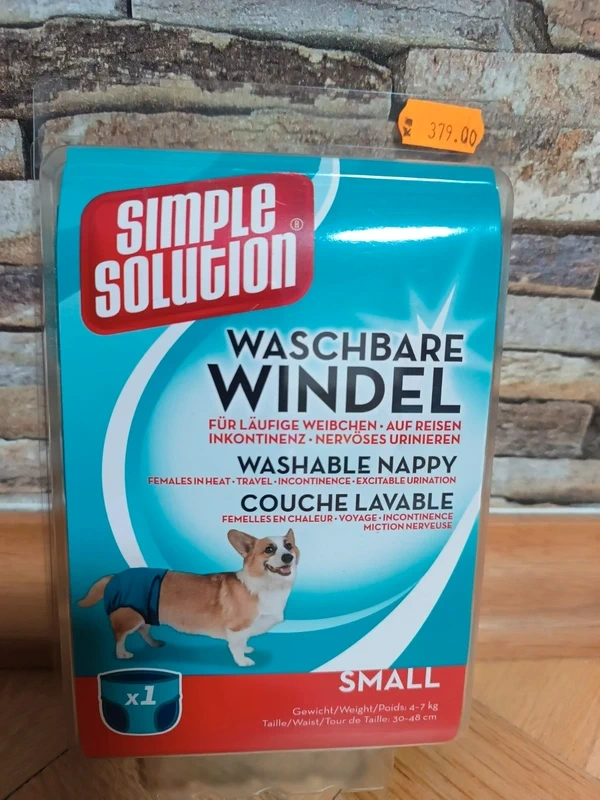 Kč 379.00
SIMPLE
SOLUTION®
WASCHBARE
WINDEL
FÜR LÄUFIGE WEIBCHEN • AUF REISEN
INKONTINENZ • NERVÖSES URINIEREN
WASHABLE NAPPY
FEMALES IN HEAT • TRAVEL • INCONTINENCE • EXCITABLE URINATION
COUCHE LAVABLE
FEMELLES EN CHALEUR • VOYAGE • INCONTINENCE
MICTION NERVEUSE
x1
SMALL
Gewicht/Weight/Poids: 4-7 kg
Taille/Waist/Tour de Taille: 30-48 cm